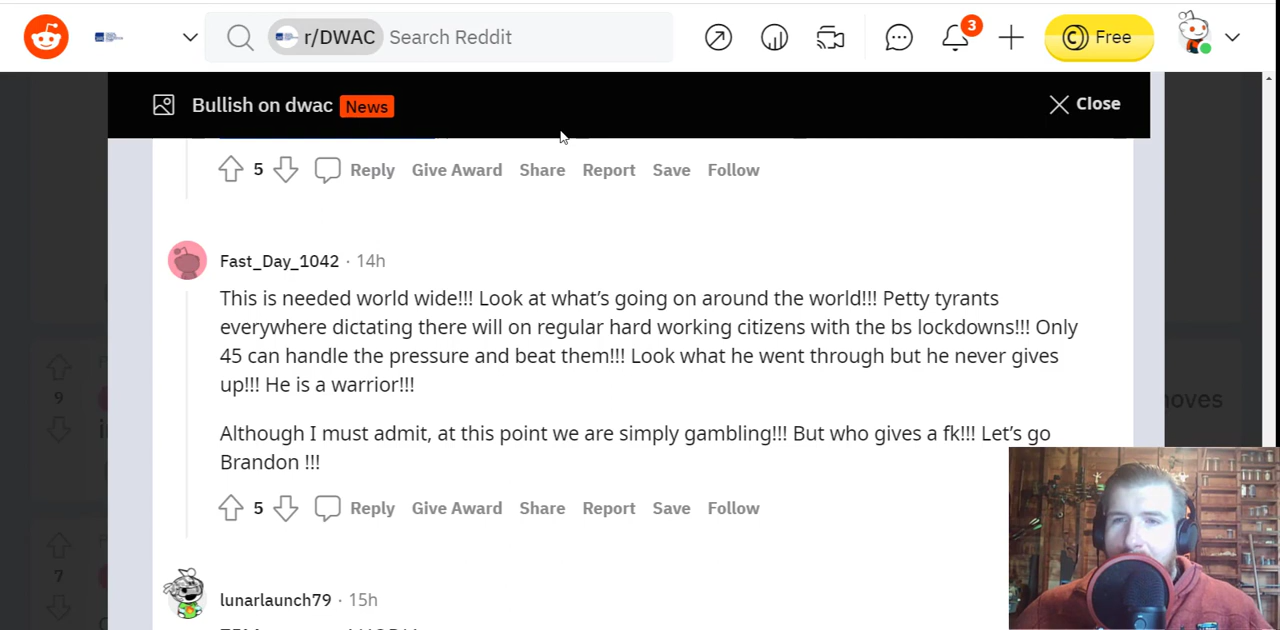 r/DWAC Search Reddit 3 Free
Bullish on dwac News Close
5 Reply Give Award Share Report Save Follow
Fast_Day_1042 · 14h
This is needed world wide!!! Look at what’s going on around the world!!! Petty tyrants
everywhere dictating there will on regular hard working citizens with the bs lockdowns!!! Only
45 can handle the pressure and beat them!!! Look what he went through but he never gives
up!!! He is a warrior!!!
9
noves
Although I must admit, at this point we are simply gambling!!! But who gives a fk!!! Let’s go
Brandon !!!
5 Reply Give Award Share Report Save Follow
7
lunarlaunch79 · 15h